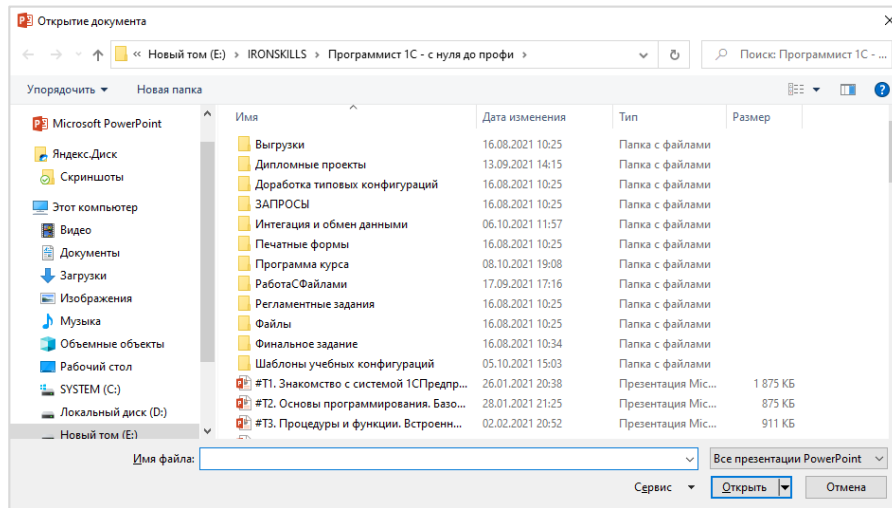 Открытие документа
« Новый том (E:) › IRONSKILLS › Программист 1С - с нуля до профи ›
Поиск: Программист 1С - ...
Упорядочить Новая папка
Имя Дата изменения Тип Размер
Microsoft PowerPoint
Яндекс.Диск
Скриншоты
Этот компьютер
Видео
Документы
Загрузки
Изображения
Музыка
Объемные объекты
Рабочий стол
SYSTEM (C:)
Локальный диск (D:)
Новый том (E:)
Выгрузки 16.08.2021 10:25 Папка с файлами
Дипломные проекты 13.09.2021 14:15 Папка с файлами
Доработка типовых конфигураций 16.08.2021 10:25 Папка с файлами
ЗАПРОСЫ 16.08.2021 10:25 Папка с файлами
Интегация и обмен данными 06.10.2021 11:57 Папка с файлами
Печатные формы 16.08.2021 10:25 Папка с файлами
Программа курса 08.10.2021 19:08 Папка с файлами
РаботаСФайлами 17.09.2021 17:16 Папка с файлами
Регламентные задания 16.08.2021 10:25 Папка с файлами
Файлы 16.08.2021 10:25 Папка с файлами
Финальное задание 16.08.2021 10:34 Папка с файлами
Шаблоны учебных конфигураций 05.10.2021 15:03 Папка с файлами
#T1. Знакомство с системой 1СПредпр... 26.01.2021 20:38 Презентация Mic... 1 875 КБ
#T2. Основы программирования. Базо... 28.01.2021 21:25 Презентация Mic... 875 КБ
#T3. Процедуры и функции. Встроенн... 02.02.2021 20:52 Презентация Mic... 911 КБ
Имя файла:
Все презентации PowerPoint
Сервис Открыть Отмена